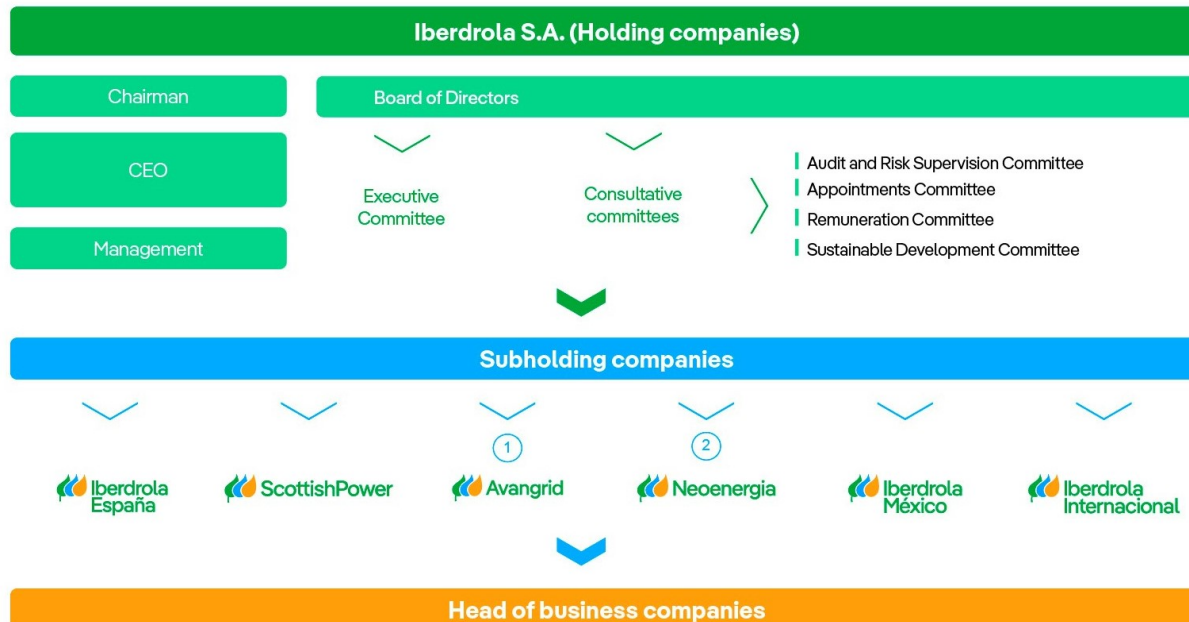 Iberdrola S.A. (Holding companies)
Chairman
Board of Directors
CEO
Executive
Committee
Consultative
committees
Audit and Risk Supervision Committee
Appointments Committee
Remuneration Committee
Sustainable Development Committee
Management
Subholding companies
1
2
Iberdrola
España
ScottishPower
Avangrid
Neoenergia
Iberdrola
México
Iberdrola
Internacional
Head of business companies